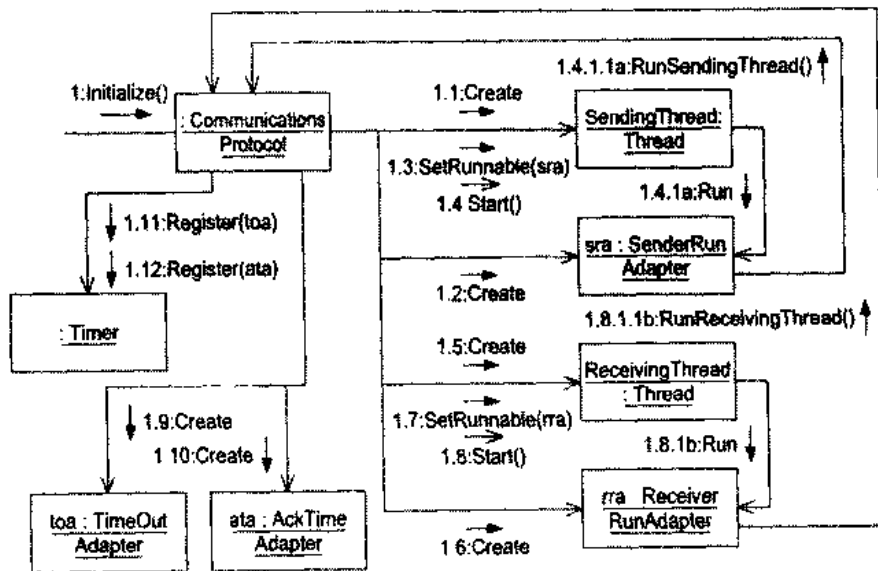 1.4.1.1a:RunSendingThread()
1:Initialize()
1.1:Create
: Communications
Protocol
SendingThread:
Thread
1.3:SetRunnable(sra)
1.4 Start()
1.4.1a:Run
1.11:Register(toa)
1.12:Register(ata)
sra : SenderRun
Adapter
1.2:Create
: Timer
1.8.1.1b:RunReceivingThread()
1.5:Create
ReceivingThread
: Thread
1.9:Create
1.7:SetRunnable(rra)
1 10:Create
1.8:Start()
1.8.1b:Run
toa : TimeOut
Adapter
ata : AckTime
Adapter
rra Receiver
RunAdapter
1 6:Create